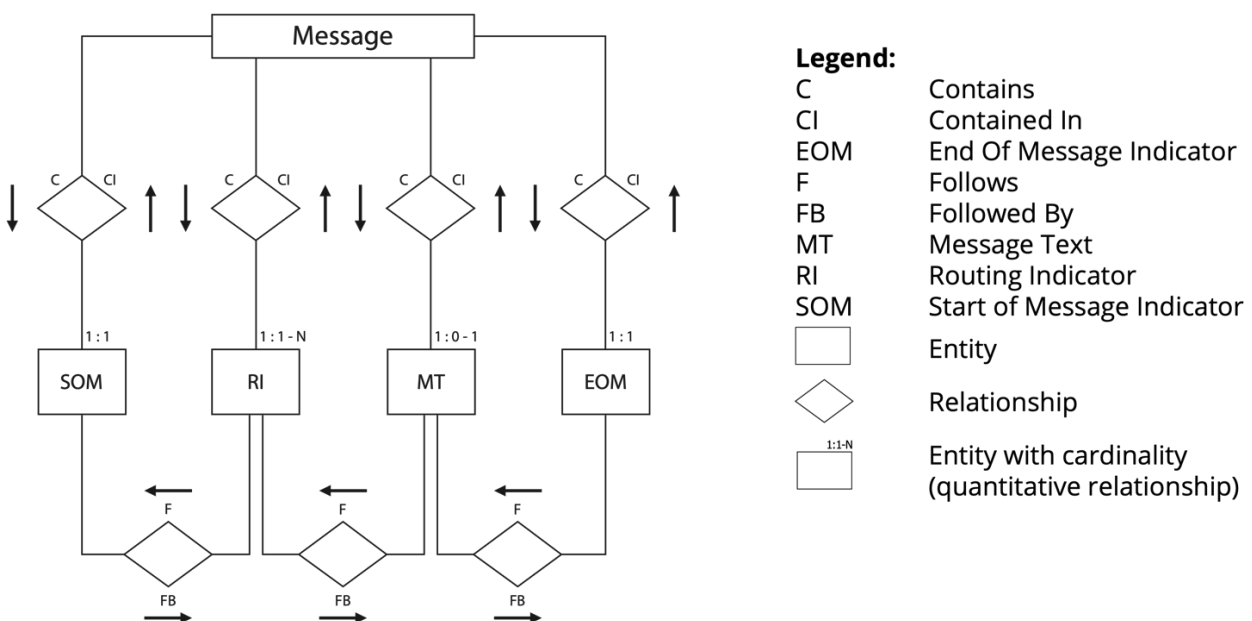 Message
C CI C CI C CI C CI
1 : 1 1 : 1 - N 1 : 0 - 1 1 : 1
SOM RI MT EOM
F F F
FB FB FB
Legend:
C Contains
CI Contained In
EOM End Of Message Indicator
F Follows
FB Followed By
MT Message Text
RI Routing Indicator
SOM Start of Message Indicator
Entity
Relationship
1:1-N
Entity with cardinality
(quantitative relationship)